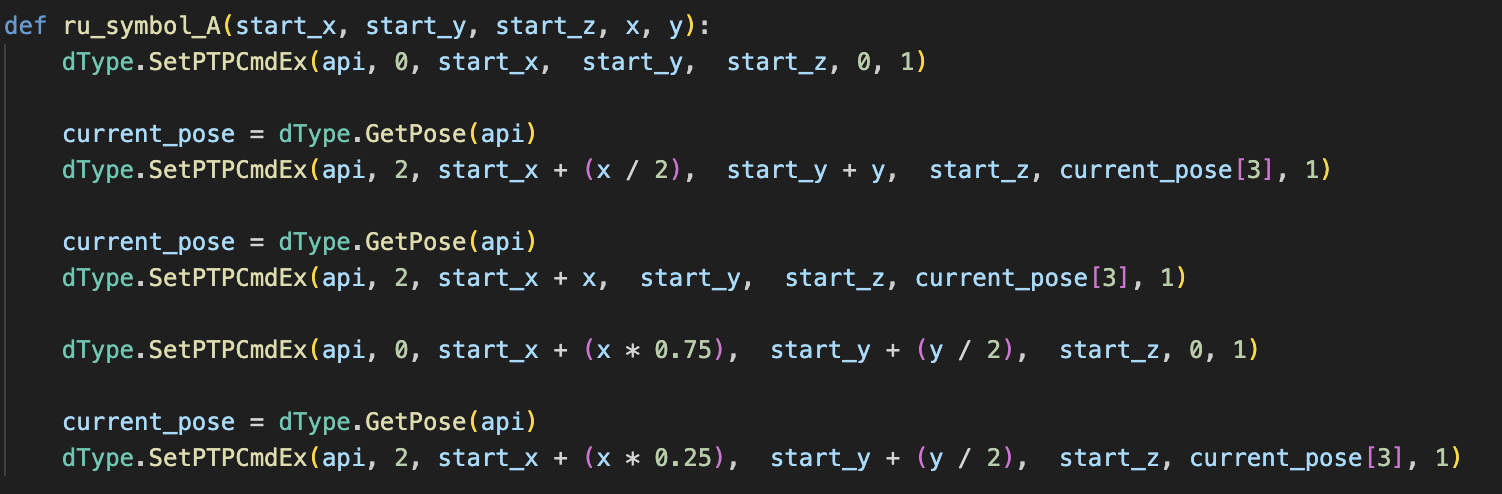 def ru_symbol_A(start_x, start_y, start_z, x, y):
    dType.SetPTPCmdEx(api, 0, start_x,  start_y,  start_z, 0, 1)
    current_pose = dType.GetPose(api)
    dType.SetPTPCmdEx(api, 2, start_x + (x / 2),  start_y + y,  start_z, current_pose[3], 1)
    current_pose = dType.GetPose(api)
    dType.SetPTPCmdEx(api, 2, start_x + x,  start_y,  start_z, current_pose[3], 1)
    dType.SetPTPCmdEx(api, 0, start_x + (x * 0.75),  start_y + (y / 2),  start_z, 0, 1)
    current_pose = dType.GetPose(api)
    dType.SetPTPCmdEx(api, 2, start_x + (x * 0.25),  start_y + (y / 2),  start_z, current_pose[3], 1)